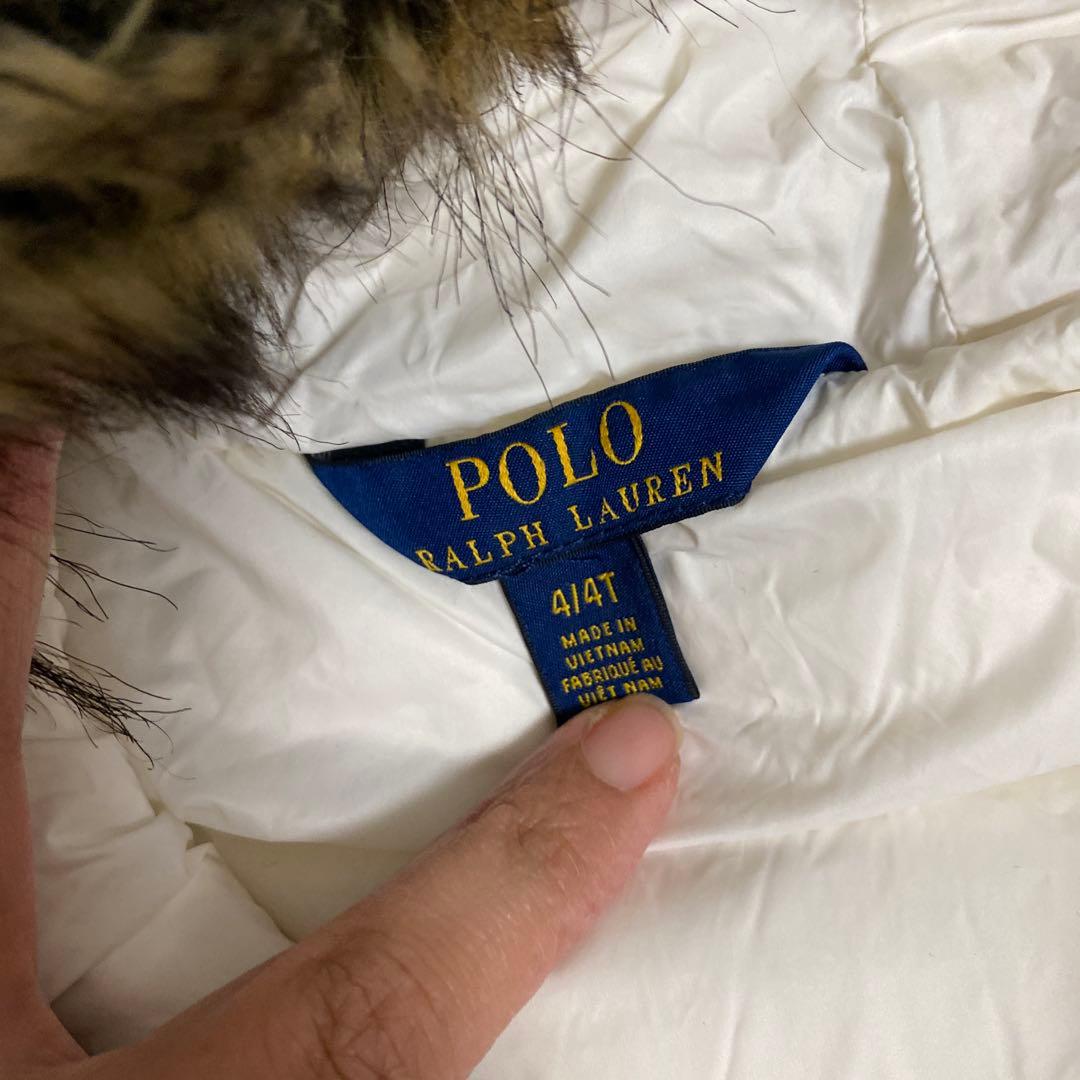 POLO
RALPH LAUREN
4/4T
MADE IN
VIETNAM
FABRIQUÉ AU
VIÊT NAM